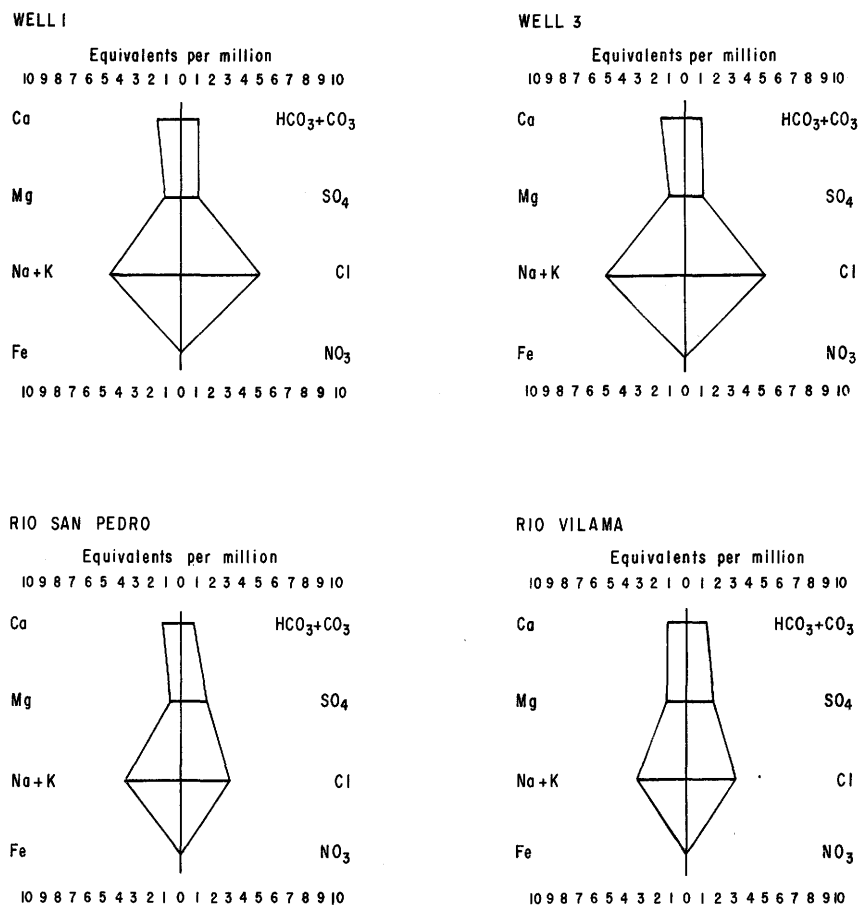 WELL 1
Equivalents per million
10 9 8 7 6 5 4 3 2 1 0 1 2 3 4 5 6 7 8 9 10
Ca HCO₃+CO₃
Mg SO₄
Na+K Cl
Fe NO₃
10 9 8 7 6 5 4 3 2 1 0 1 2 3 4 5 6 7 8 9 10
WELL 3
Equivalents per million
10 9 8 7 6 5 4 3 2 1 0 1 2 3 4 5 6 7 8 9 10
Ca HCO₃+CO₃
Mg SO₄
Na+K Cl
Fe NO₃
10 9 8 7 6 5 4 3 2 1 0 1 2 3 4 5 6 7 8 9 10
RIO SAN PEDRO
Equivalents per million
10 9 8 7 6 5 4 3 2 1 0 1 2 3 4 5 6 7 8 9 10
Ca HCO₃+CO₃
Mg SO₄
Na+K Cl
Fe NO₃
10 9 8 7 6 5 4 3 2 1 0 1 2 3 4 5 6 7 8 9 10
RIO VILAMA
Equivalents per million
10 9 8 7 6 5 4 3 2 1 0 1 2 3 4 5 6 7 8 9 10
Ca HCO₃+CO₃
Mg SO₄
Na+K Cl
Fe NO₃
10 9 8 7 6 5 4 3 2 1 0 1 2 3 4 5 6 7 8 9 10